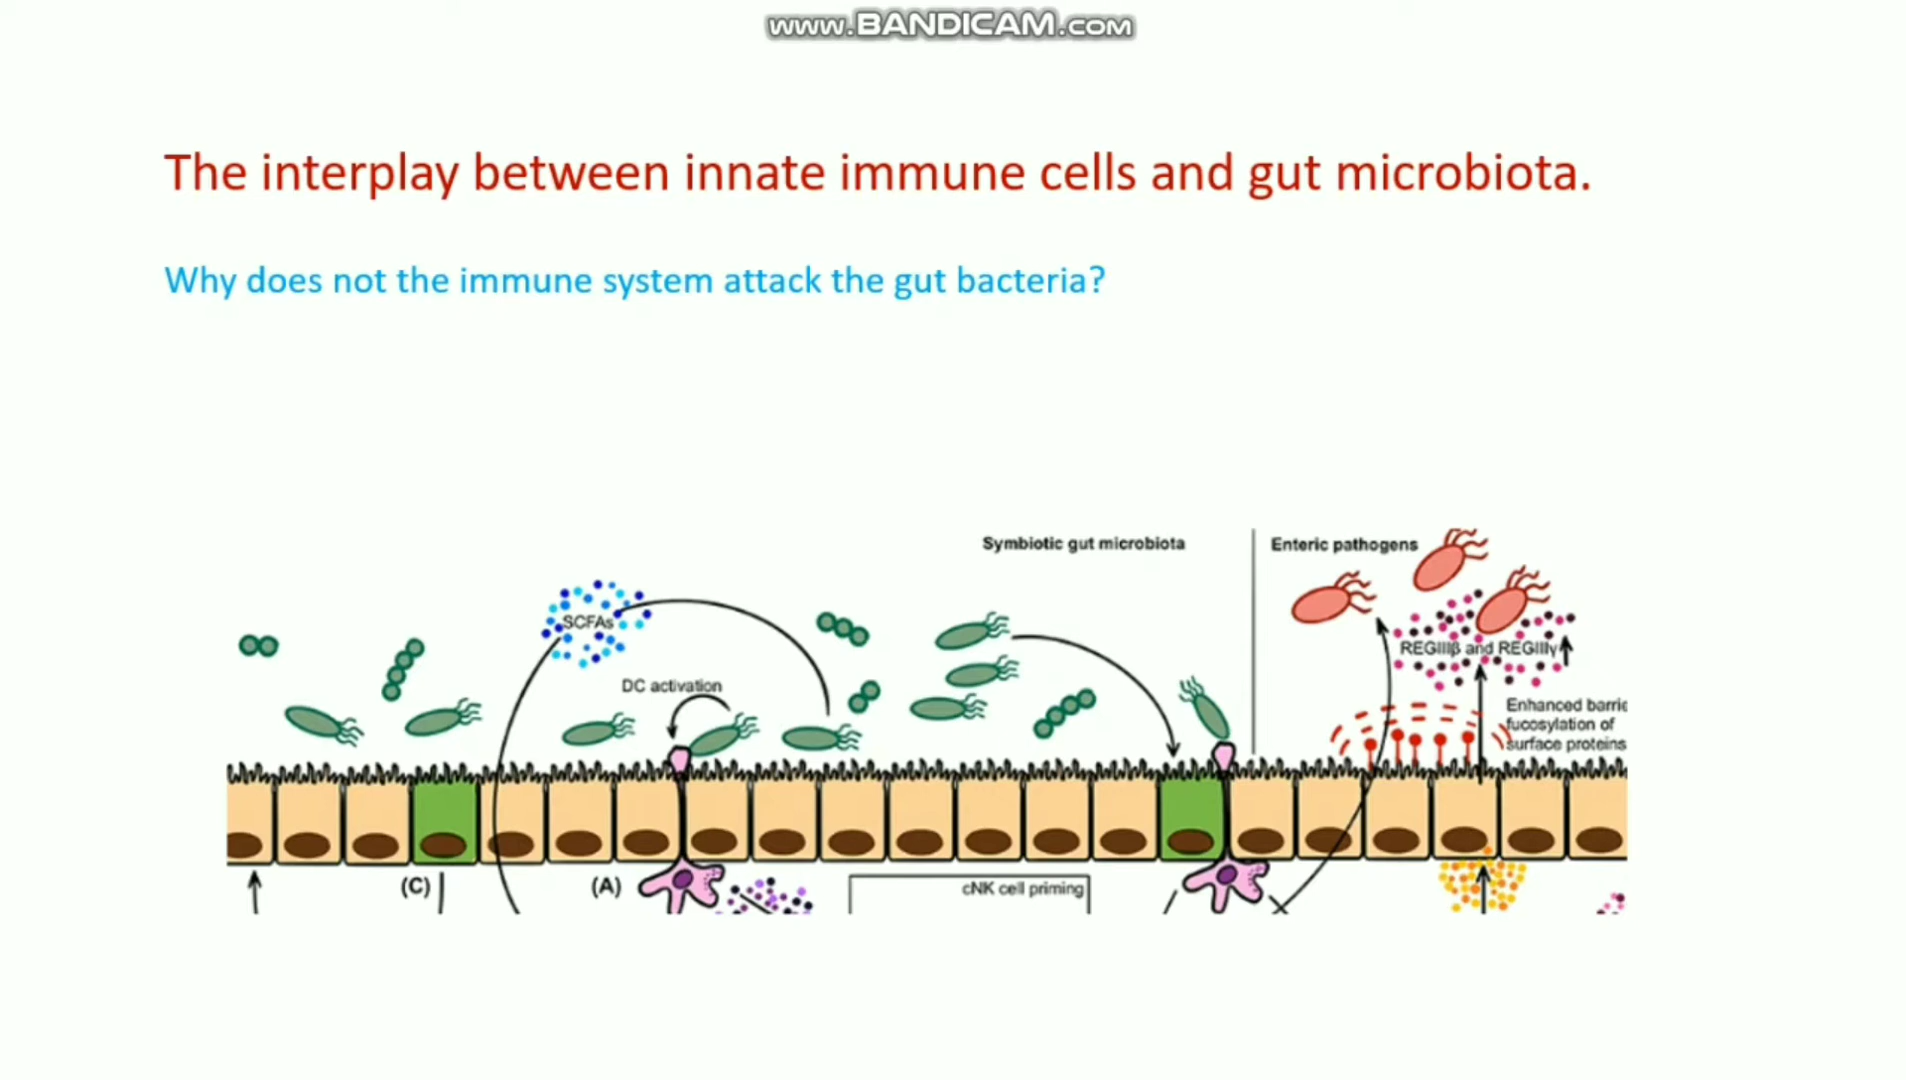 www.BANDICAM.com
The interplay between innate immune cells and gut microbiota.
Why does not the immune system attack the gut bacteria?
Symbiotic gut microbiota
Enteric pathogens
SCFAs
REGIIIβ and REGIIIγ
DC activation
Enhanced barrie
fucosylation of
surface proteins
(C)
(A)
cNK cell priming